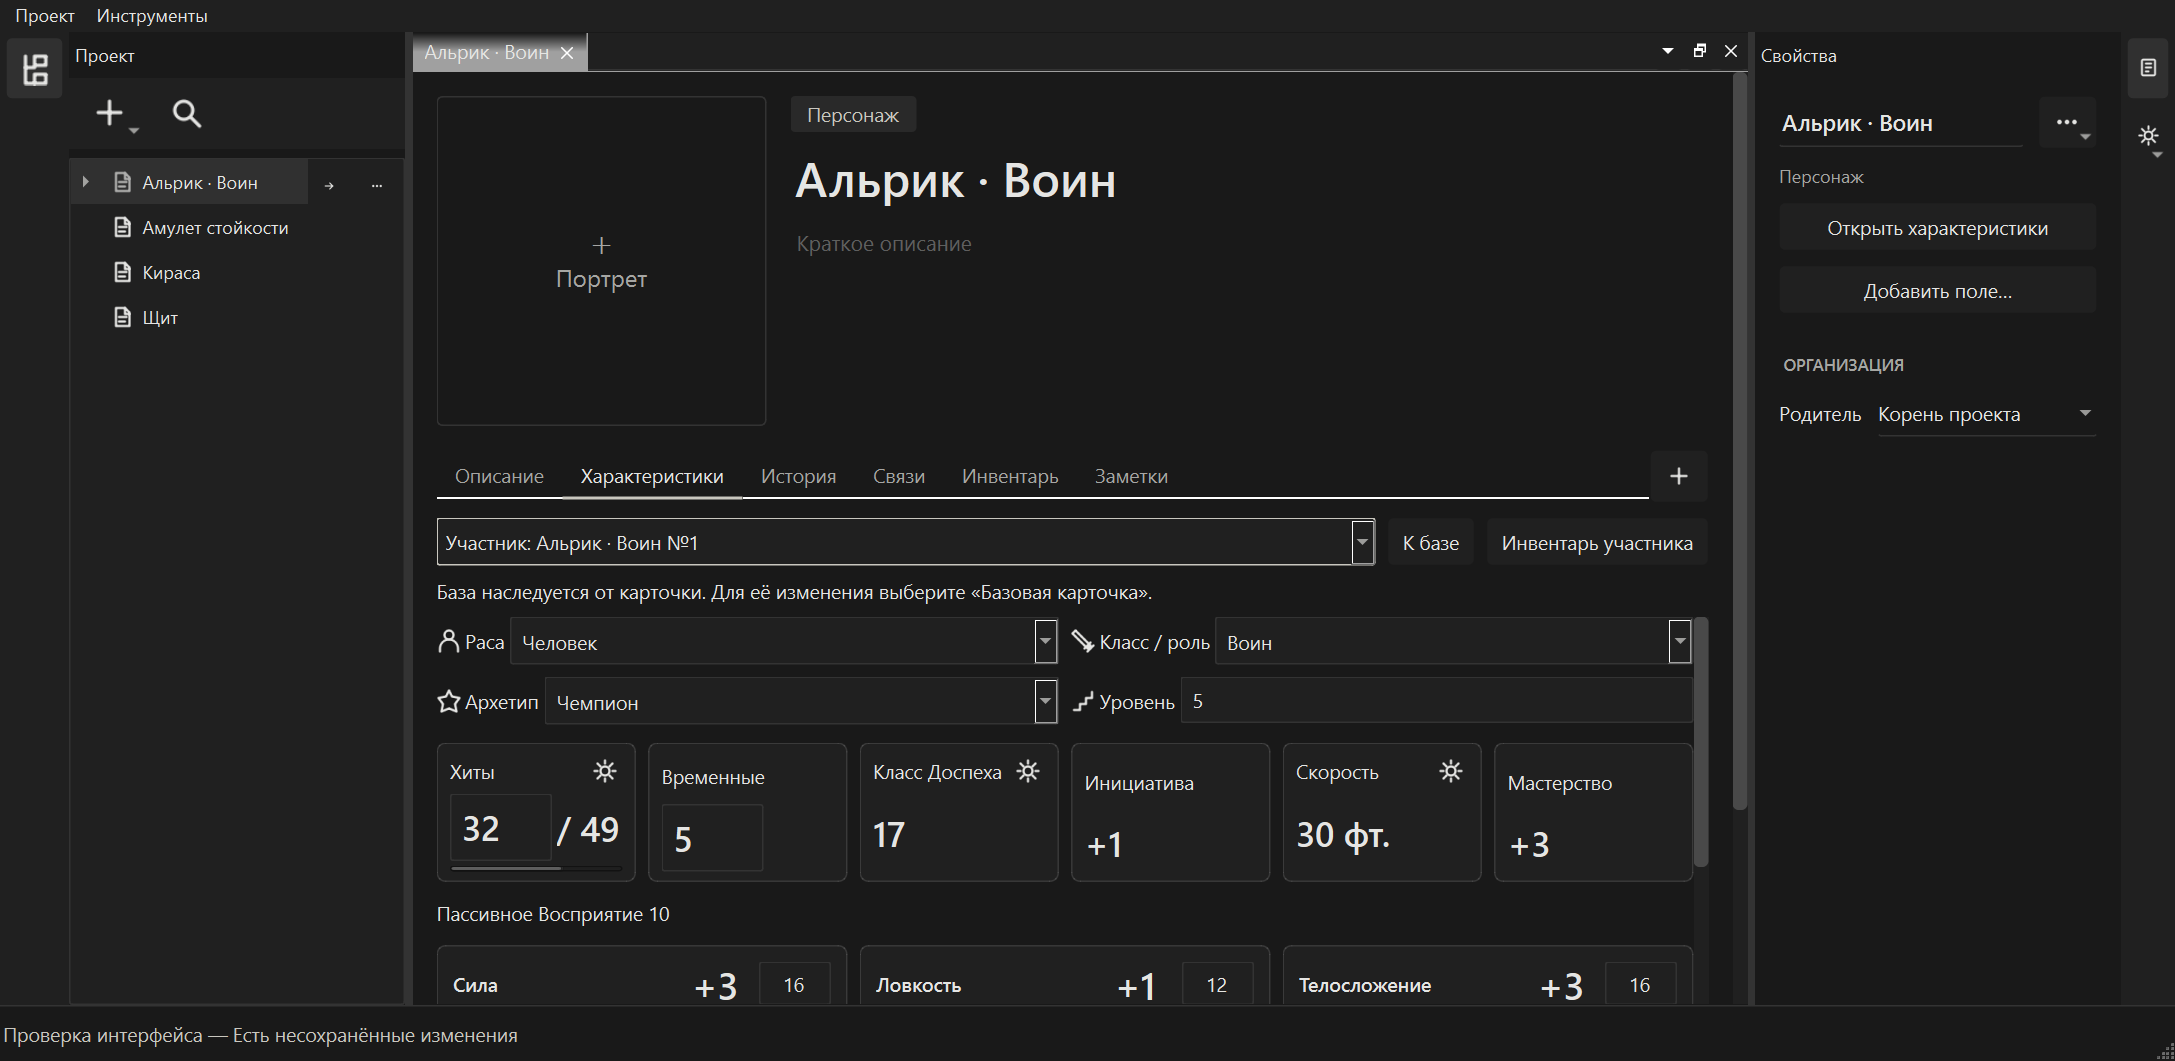 Проект Инструменты
Проект
Альрик · Воин
Амулет стойкости
Кираса
Щит
Альрик · Воин
+
Портрет
Персонаж
Альрик · Воин
Краткое описание
Описание Характеристики История Связи Инвентарь Заметки
Участник: Альрик · Воин №1 К базе Инвентарь участника
База наследуется от карточки. Для её изменения выберите «Базовая карточка».
Раса Человек Класс / роль Воин
Архетип Чемпион Уровень 5
Хиты Временные Класс Доспеха Инициатива Скорость Мастерство
32 / 49 5 17 +1 30 фт. +3
Пассивное Восприятие 10
Сила +3 16 Ловкость +1 12 Телосложение +3 16
Свойства
Альрик · Воин
Персонаж
Открыть характеристики
Добавить поле...
ОРГАНИЗАЦИЯ
Родитель Корень проекта
Проверка интерфейса — Есть несохранённые изменения